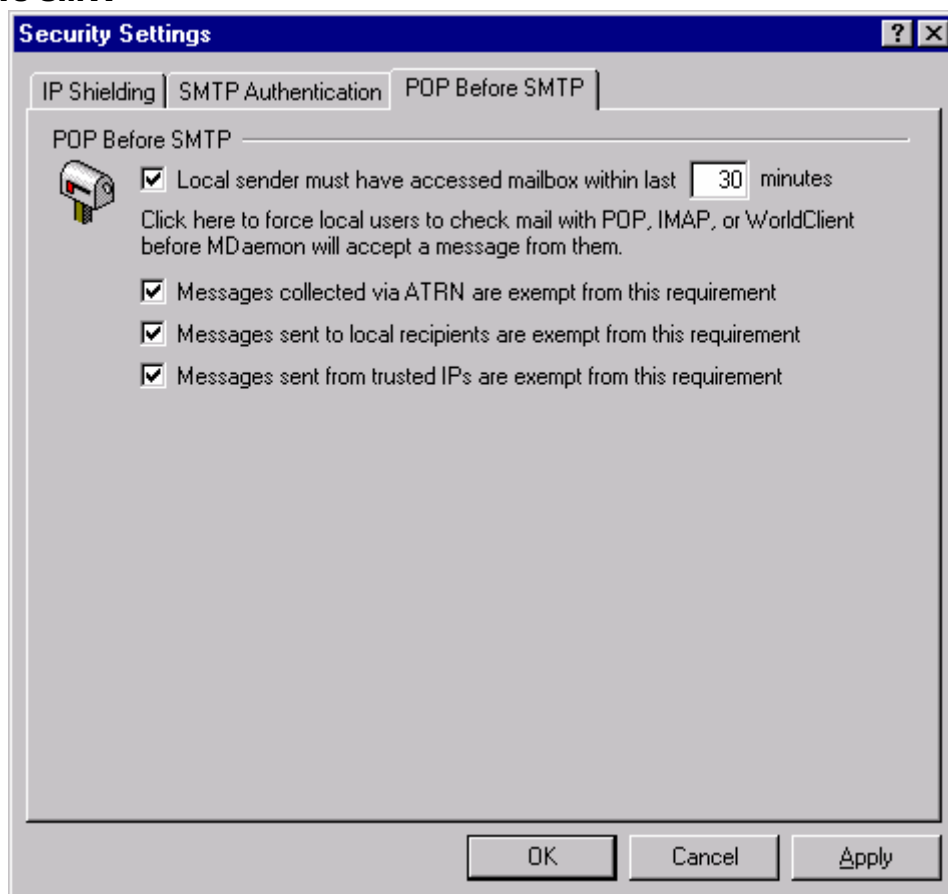 Security Settings
IP Shielding
SMTP Authentication
POP Before SMTP
POP Before SMTP
Local sender must have accessed mailbox within last 30 minutes
Click here to force local users to check mail with POP, IMAP, or WorldClient
before MDaemon will accept a message from them.
Messages collected via ATRN are exempt from this requirement
Messages sent to local recipients are exempt from this requirement
Messages sent from trusted IPs are exempt from this requirement
OK
Cancel
Apply